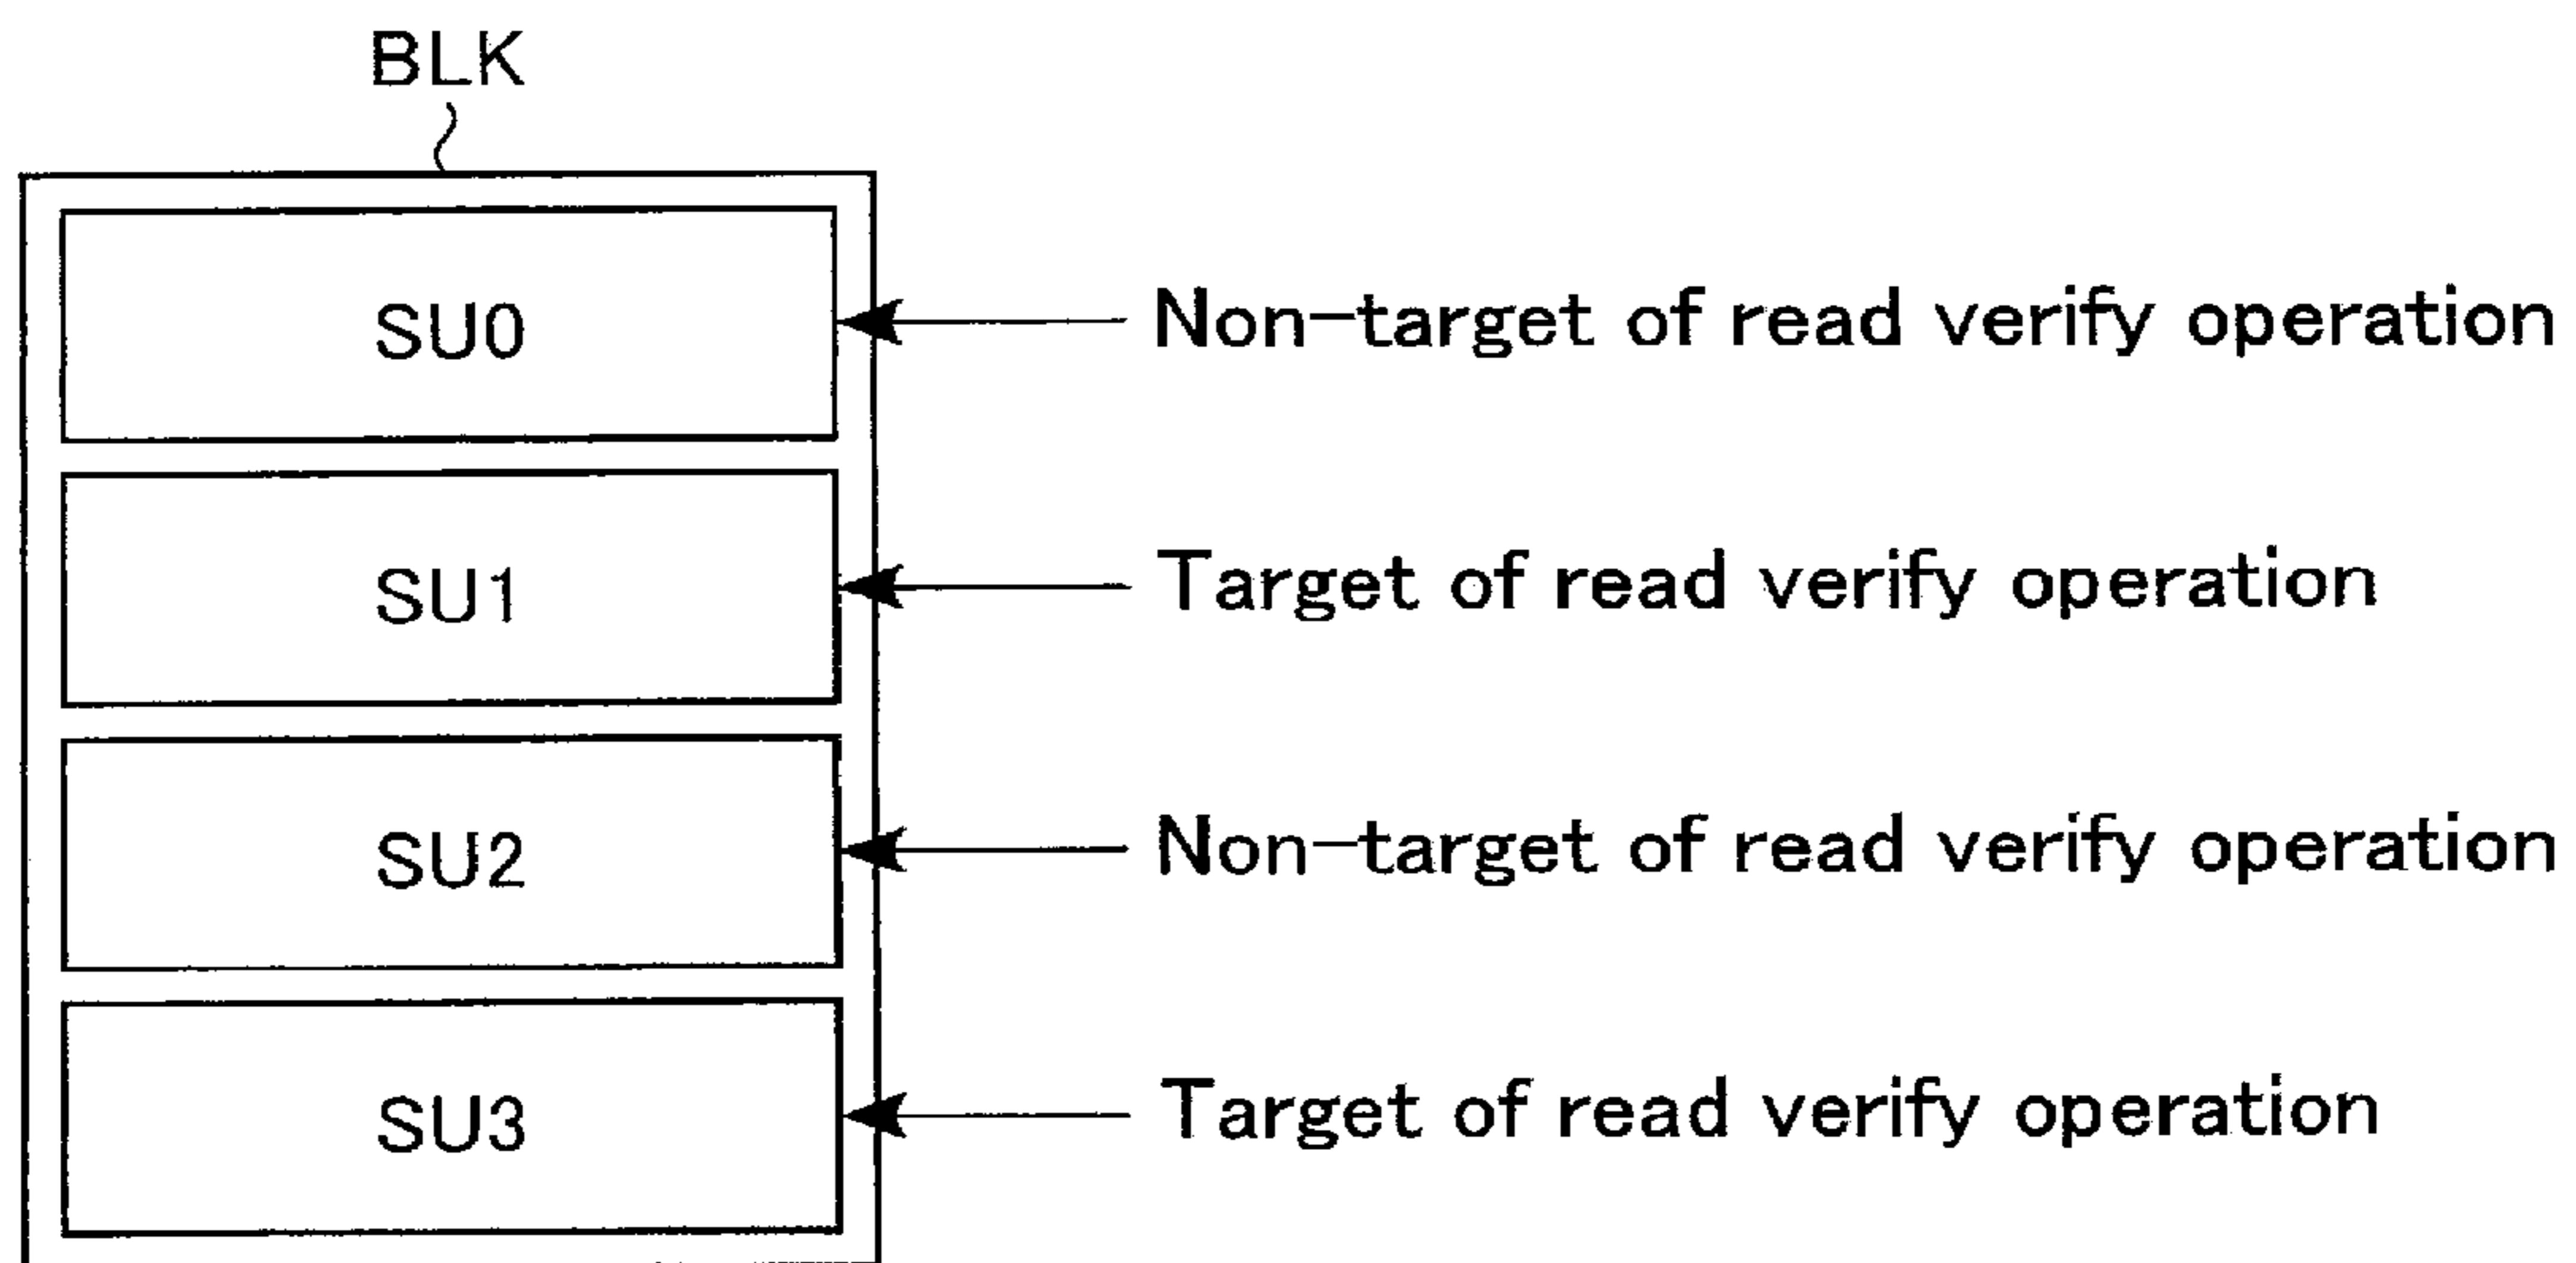 BLK
SU0
Non-target of read verify operation
SU1
Target of read verify operation
SU2
Non-target of read verify operation
SU3
Target of read verify operation